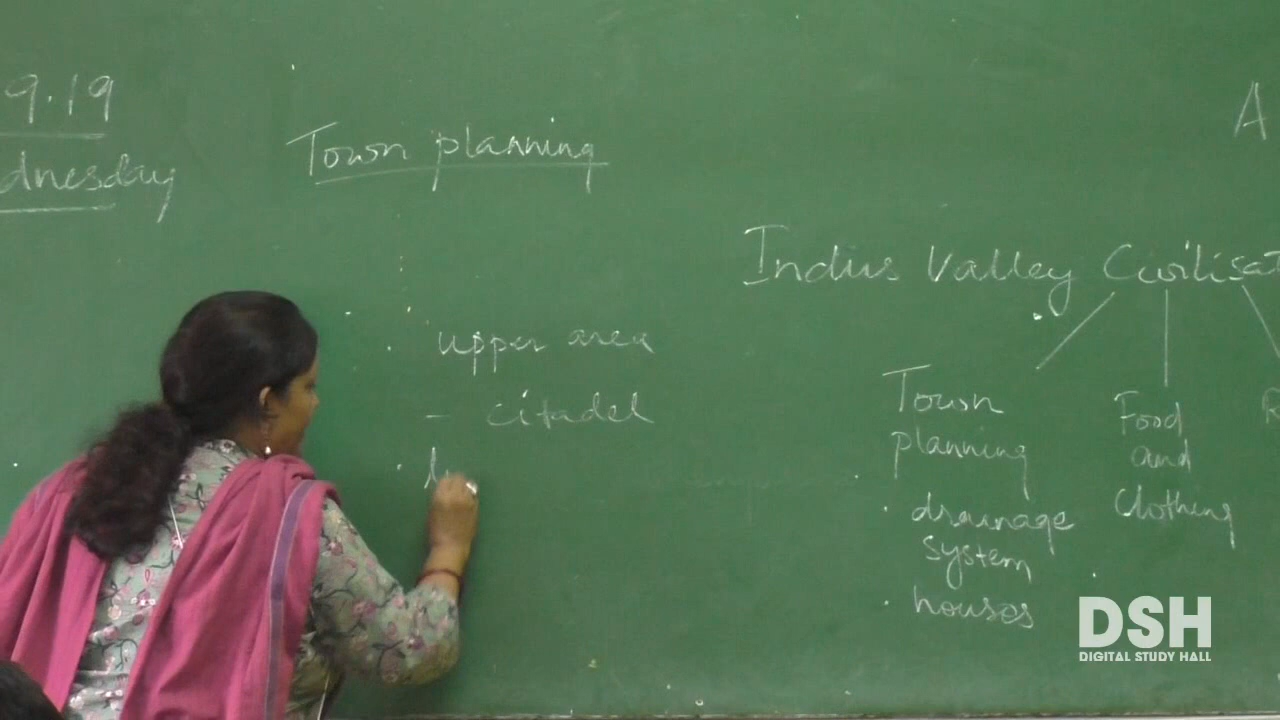 9.19
dnesday
Town planning
. upper area
- citadel
A
Indus Valley Civilisat
Town
planning
. drainage
system
. houses
Food
and
Clothing
R
DSH
DIGITAL STUDY HALL